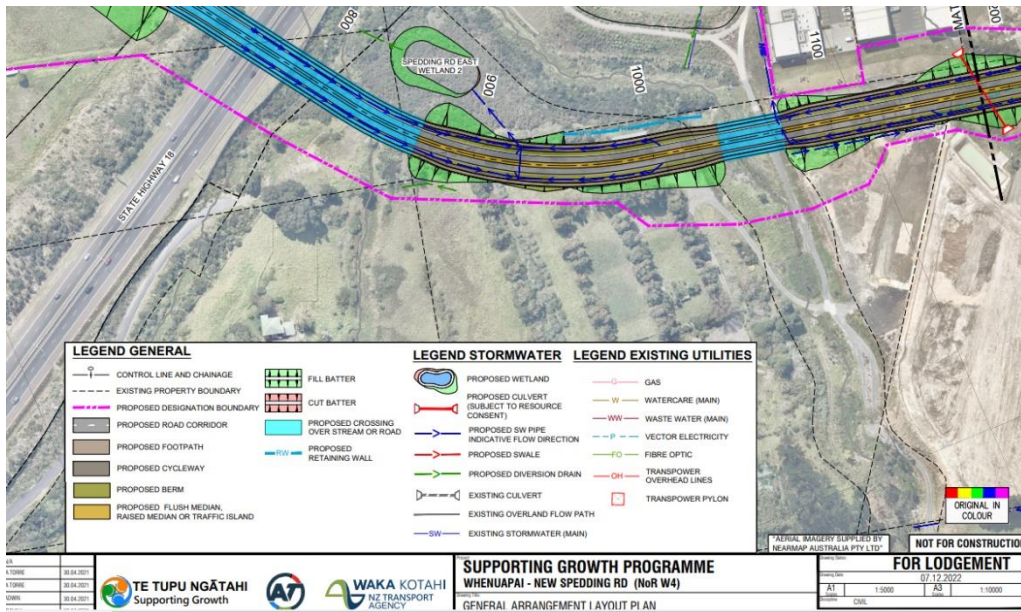 800
SPEDDING RD EAST
WETLAND 2
900
1000
1100
MAT
1200
STATE HIGHWAY 18
LEGEND GENERAL
CONTROL LINE AND CHAINAGE
EXISTING PROPERTY BOUNDARY
PROPOSED DESIGNATION BOUNDARY
PROPOSED ROAD CORRIDOR
PROPOSED FOOTPATH
PROPOSED CYCLEWAY
PROPOSED BERM
PROPOSED FLUSH MEDIAN,
RAISED MEDIAN OR TRAFFIC ISLAND
FILL BATTER
CUT BATTER
PROPOSED CROSSING
OVER STREAM OR ROAD
RW
PROPOSED
RETAINING WALL
LEGEND STORMWATER
PROPOSED WETLAND
PROPOSED CULVERT
(SUBJECT TO RESOURCE
CONSENT)
PROPOSED SW PIPE
INDICATIVE FLOW DIRECTION
PROPOSED SWALE
PROPOSED DIVERSION DRAIN
EXISTING CULVERT
EXISTING OVERLAND FLOW PATH
SW EXISTING STORMWATER (MAIN)
LEGEND EXISTING UTILITIES
G GAS
W WATERCARE (MAIN)
WW WASTE WATER (MAIN)
P VECTOR ELECTRICITY
FO FIBRE OPTIC
OH TRANSPOWER
OVERHEAD LINES
TRANSPOWER PYLON
ORIGINAL IN
COLOUR
"AERIAL IMAGERY SUPPLIED BY
NEARMAP AUSTRALIA PTY LTD"
NOT FOR CONSTRUCTION
30.04.2021
30.04.2021
30.04.2021
TE TUPU NGĀTAHI
Supporting Growth
AT
WAKA KOTAHI
NZ TRANSPORT
AGENCY
SUPPORTING GROWTH PROGRAMME
WHENUAPAI - NEW SPEDDING RD (NoR W4)
GENERAL ARRANGEMENT LAYOUT PLAN
FOR LODGEMENT
07.12.2022
A1 1:5000 A3 1:10000
CIVIL